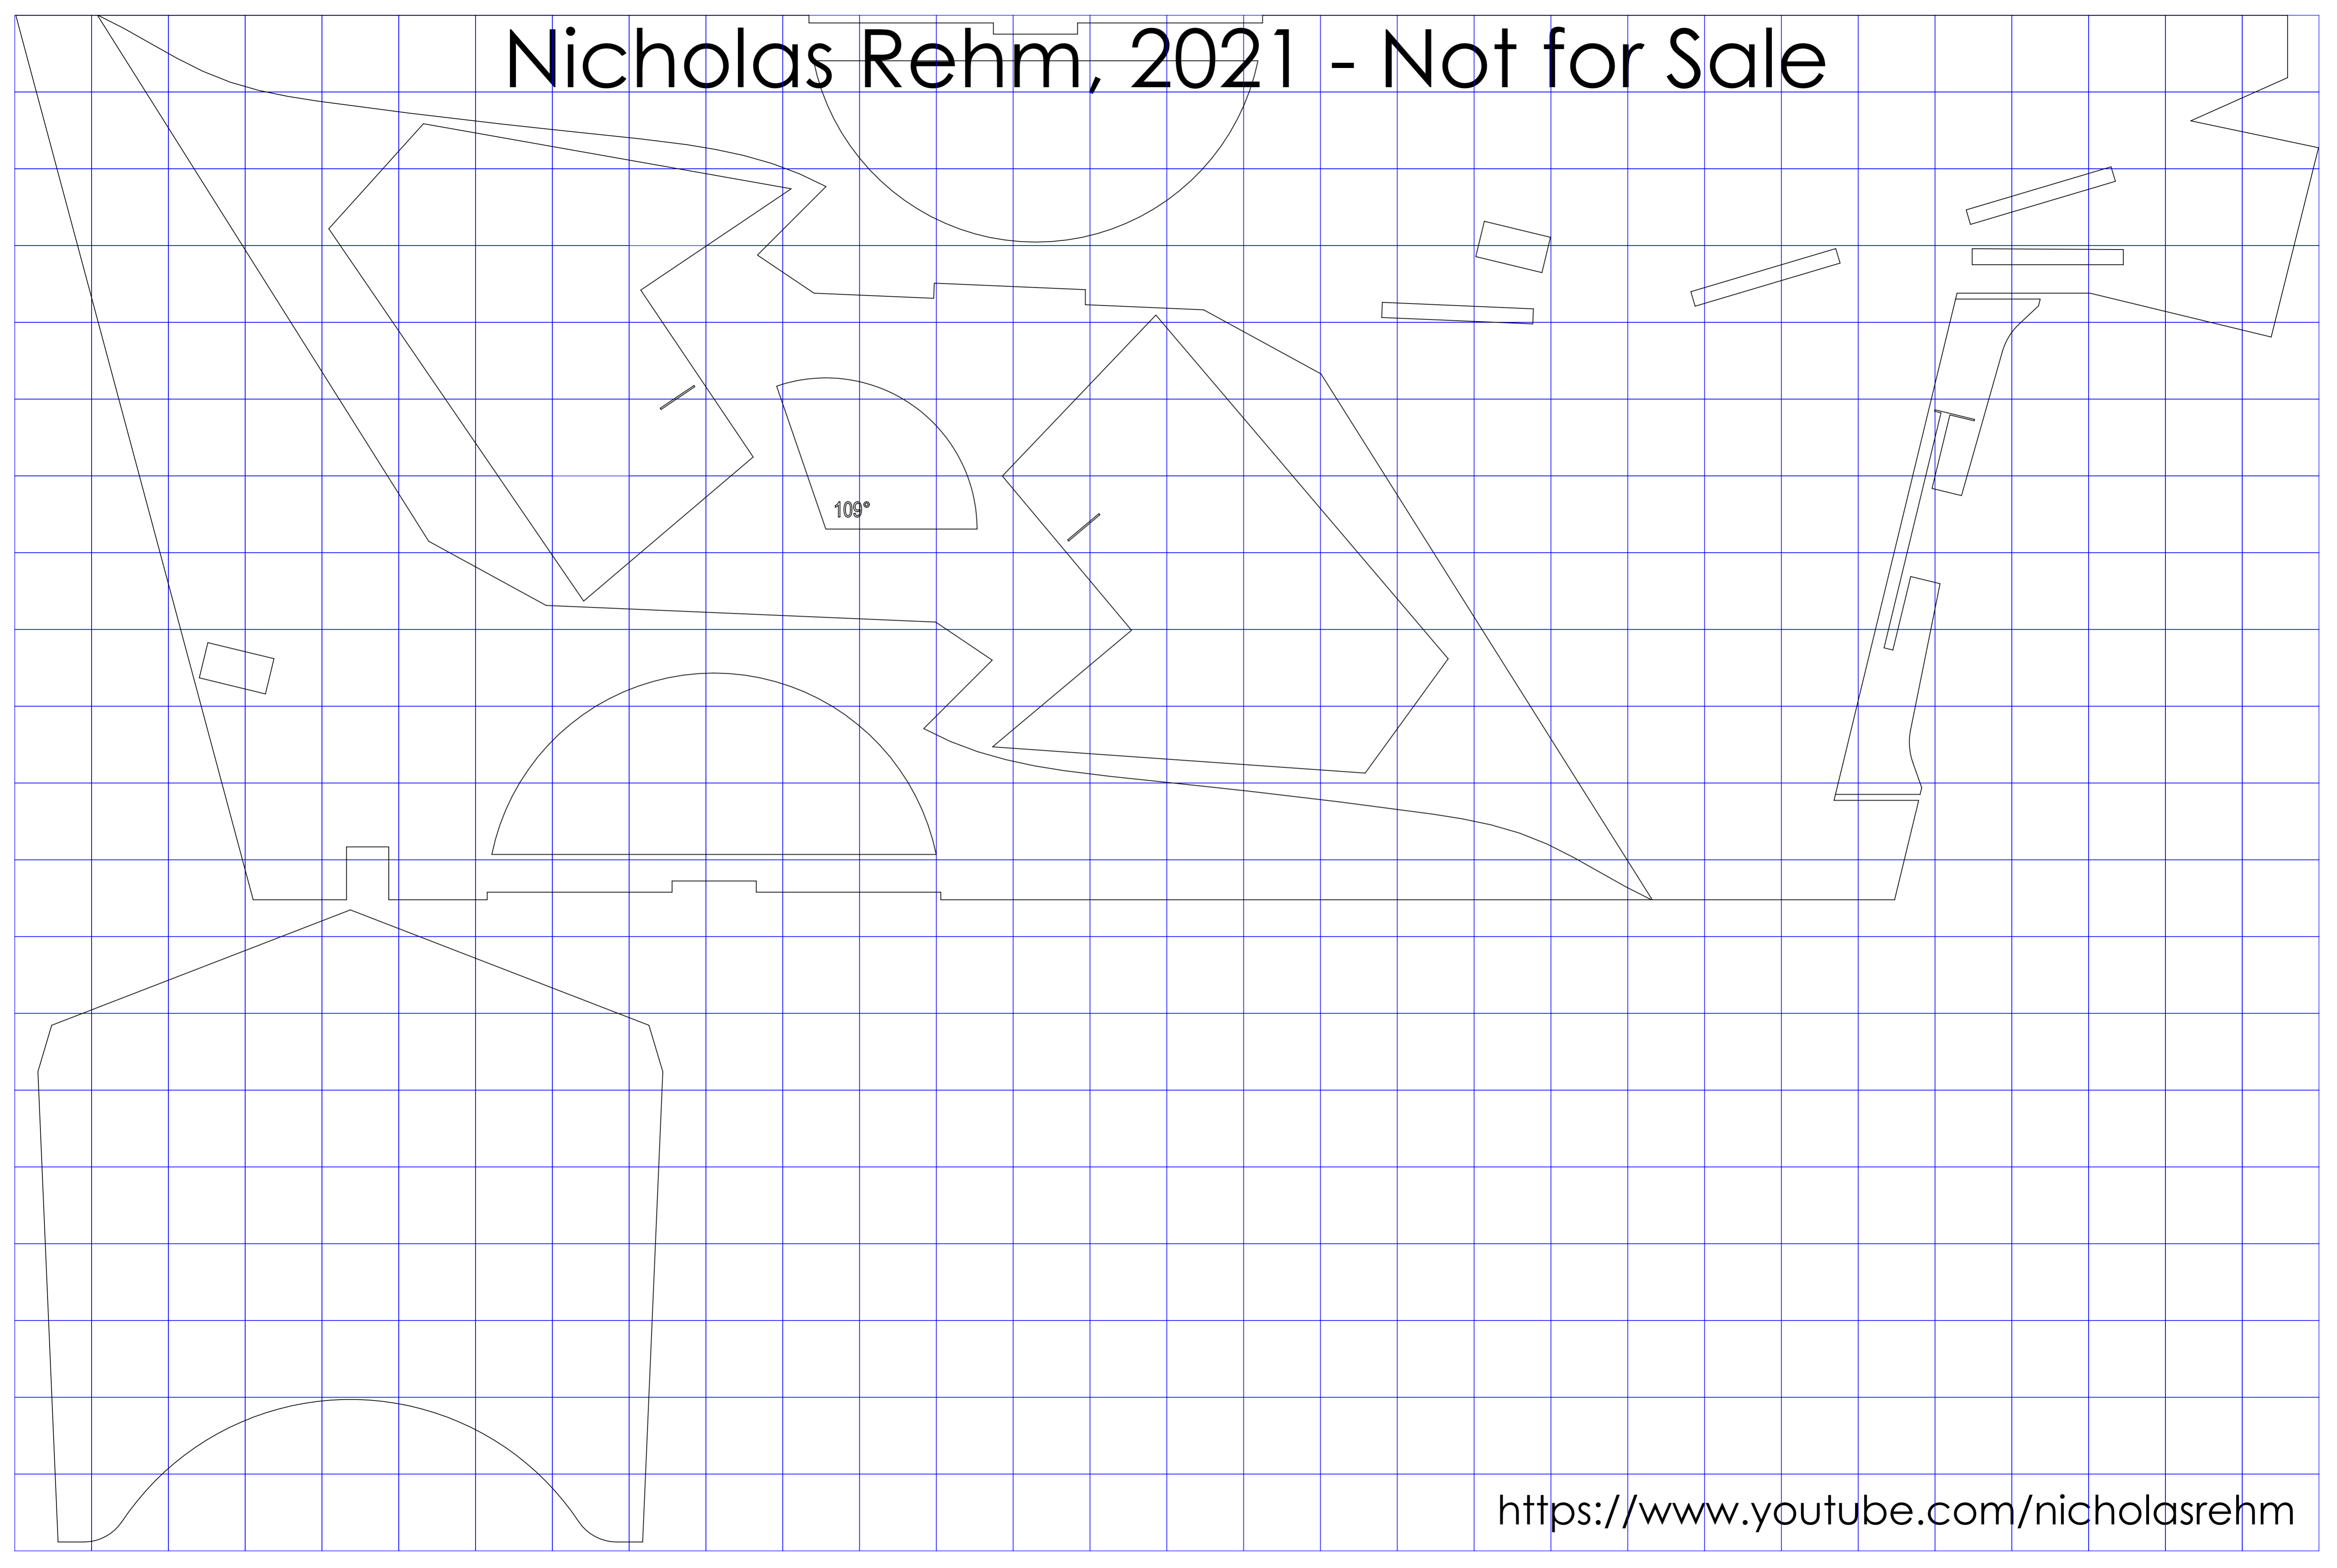 Nicholas Rehm, 2021 - Not for Sale
109°
https://www.youtube.com/nicholasrehm